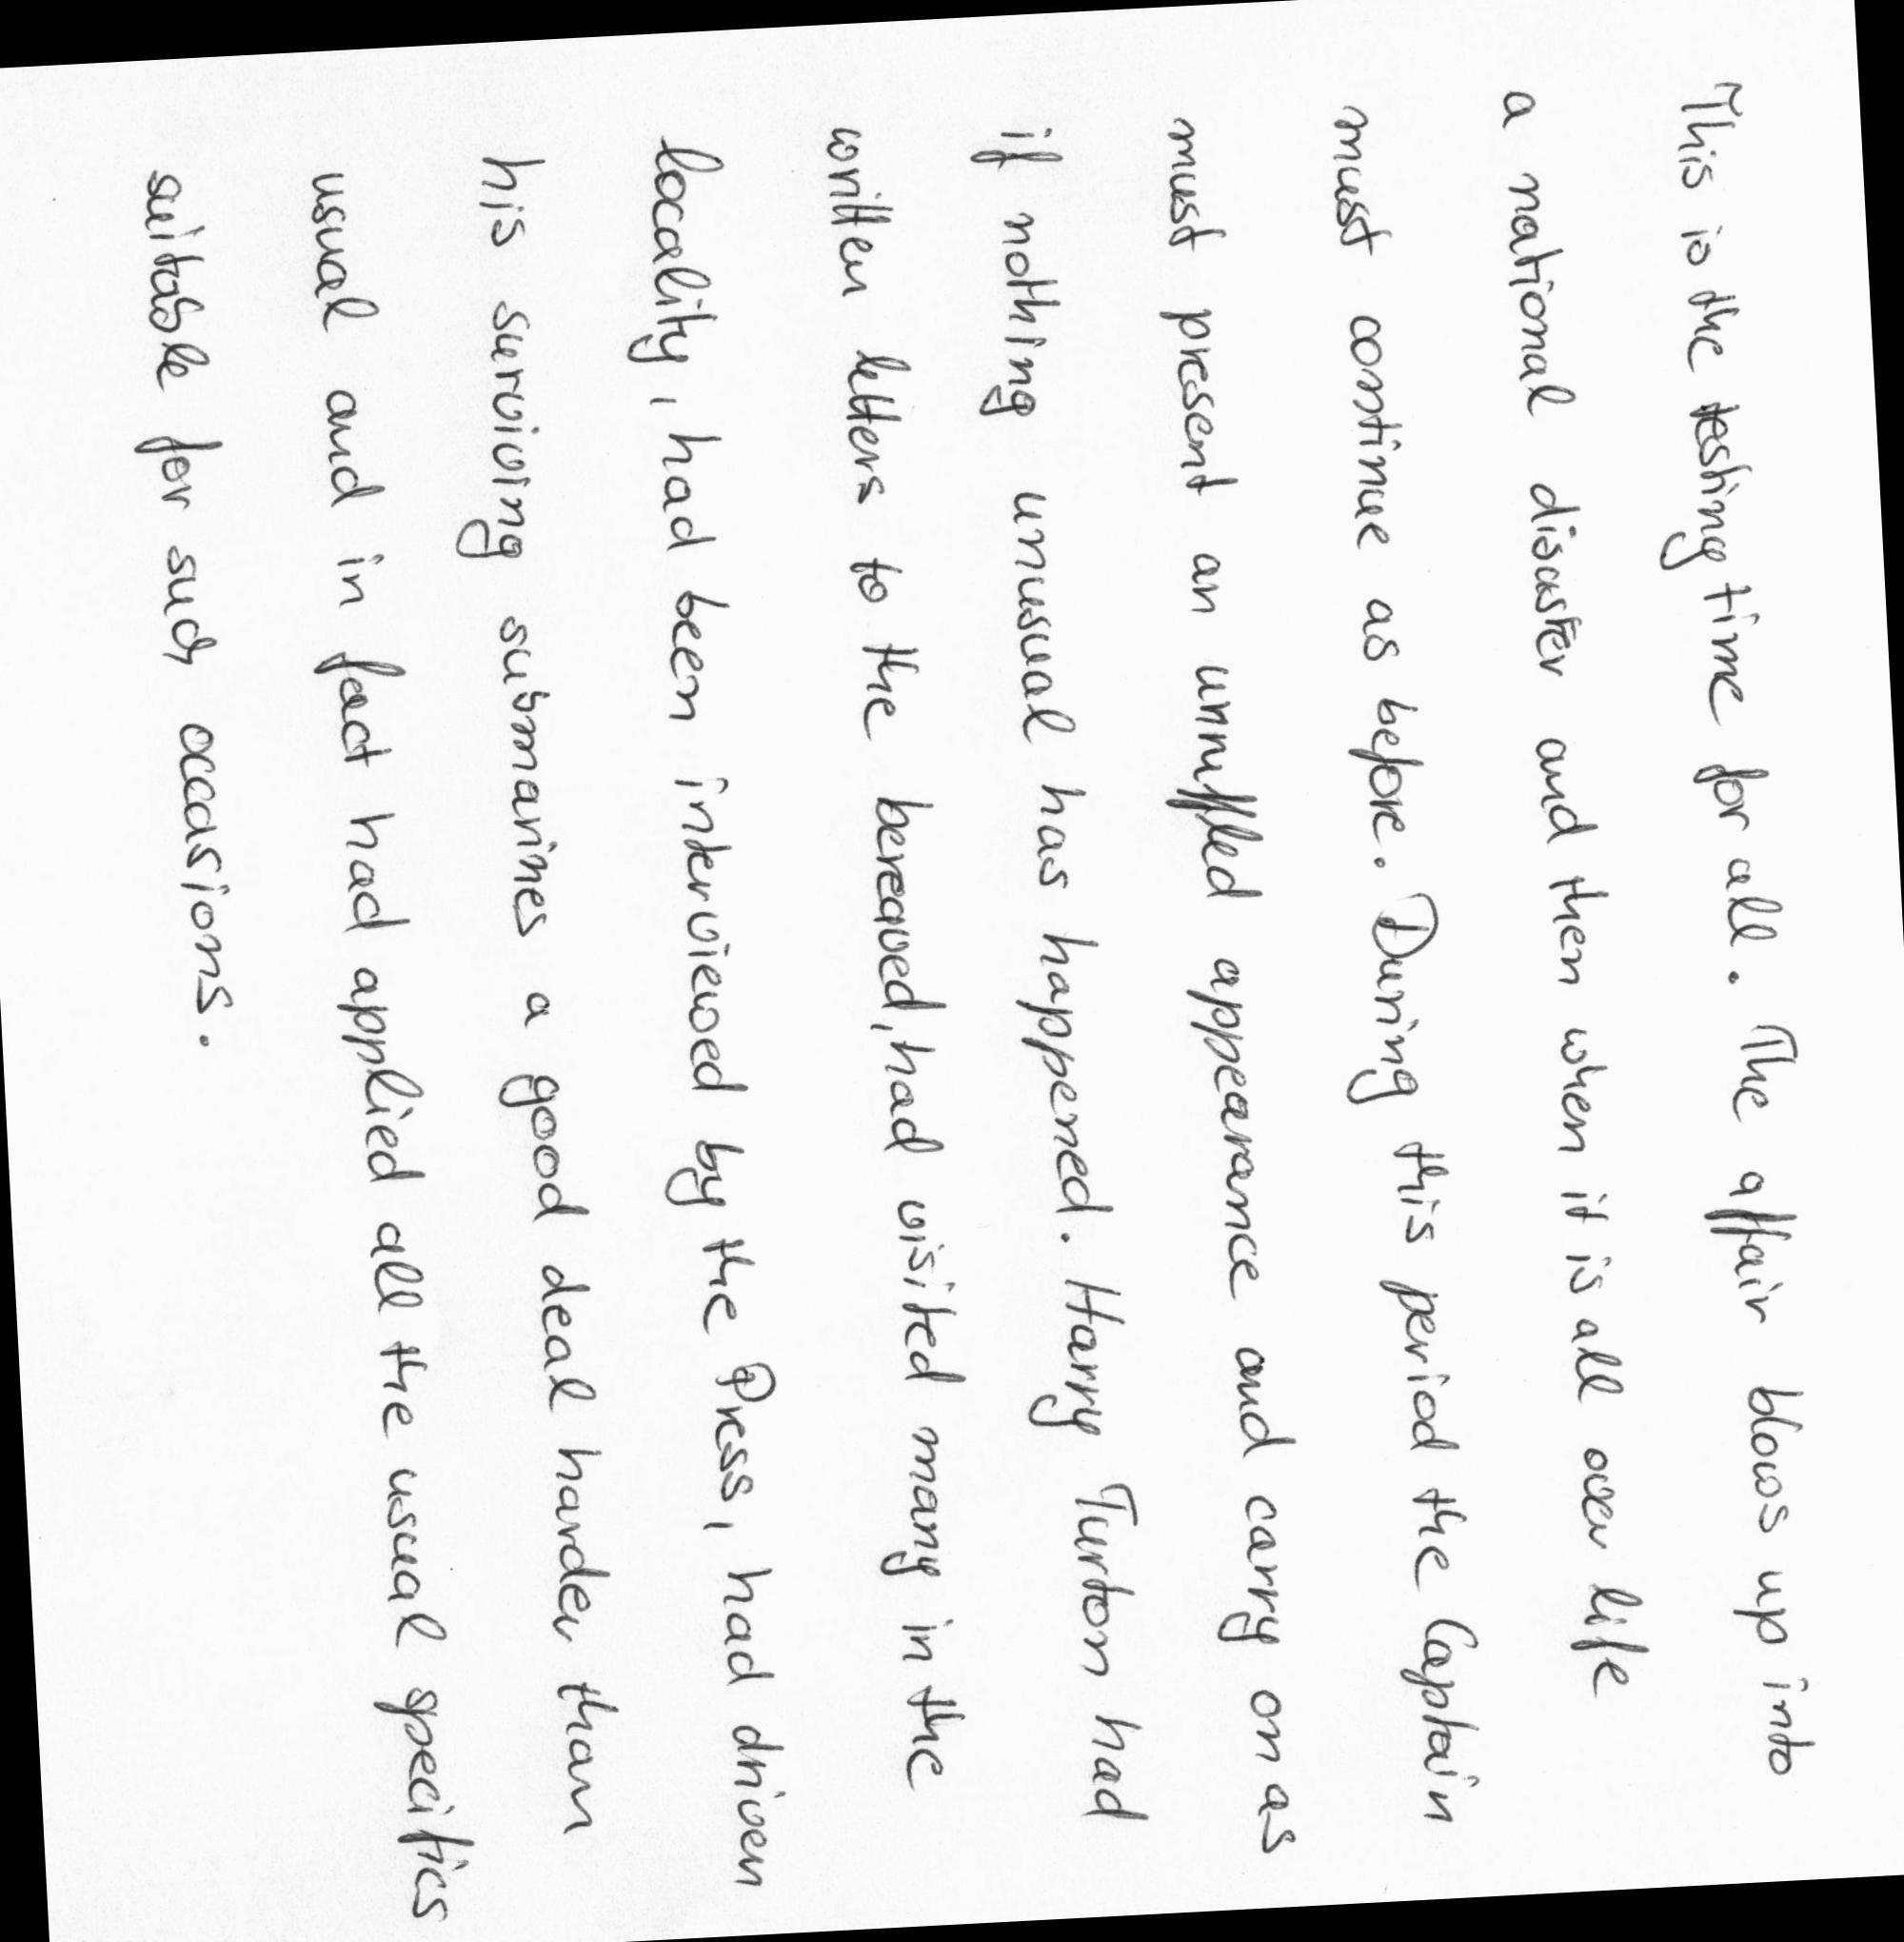 This is the testing time for all. The affair blows up into
a national disaster and then when it is all over life
must continue as before. During this period the Captain
must present an unruffled appearance and carry on as
if nothing unusual has happened. Harry Turton had
written letters to the bereaved, had visited many in the
locality, had been interviewed by the Press, had driven
his surviving submarines a good deal harder than
usual and in fact had applied all the usual specifics
suitable for such occasions.